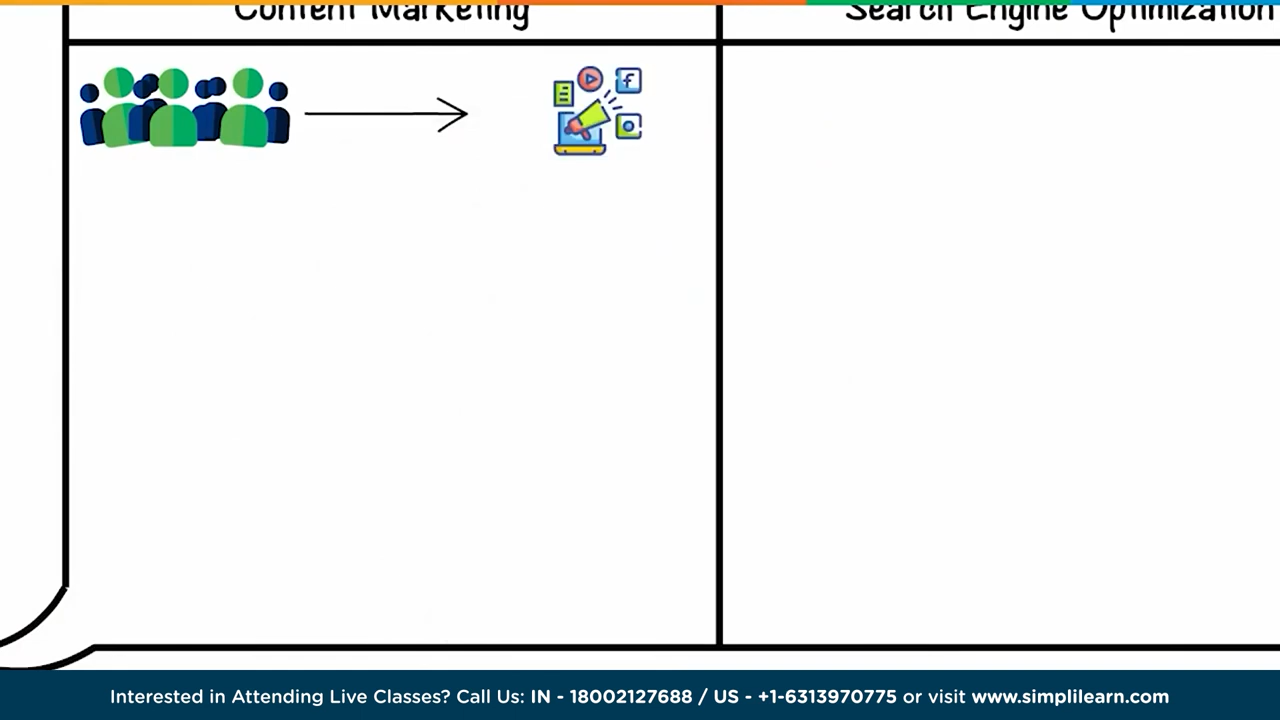 Content Marketing
Search Engine Optimization
Interested in Attending Live Classes? Call Us: IN - 18002127688 / US - +1-6313970775 or visit www.simplilearn.com